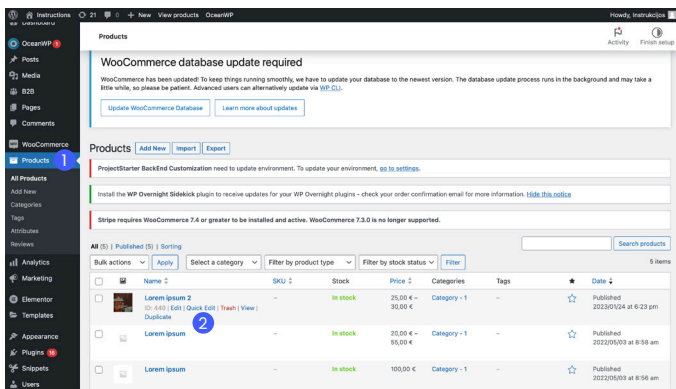 Instructions 21 0 + New View products OceanWP Howdy, Instrukcijos
Dashboard
OceanWP 1
Posts
Media
B2B
Pages
Comments
WooCommerce
Products 1
All Products
Add New
Categories
Tags
Attributes
Reviews
Analytics
Marketing
Elementor
Templates
Appearance
Plugins 16
Snippets
Users
Products
Activity Finish setup
WooCommerce database update required
WooCommerce has been updated! To keep things running smoothly, we have to update your database to the newest version. The database update process runs in the background and may take a
little while, so please be patient. Advanced users can alternatively update via WP CLI.
Update WooCommerce Database Learn more about updates
Products Add New Import Export
ProjectStarter BackEnd Customization need to update environment. To update your environment, go to settings.
Install the WP Overnight Sidekick plugin to receive updates for your WP Overnight plugins - check your order confirmation email for more information. Hide this notice
Stripe requires WooCommerce 7.4 or greater to be installed and active. WooCommerce 7.3.0 is no longer supported.
All (5) | Published (5) | Sorting
Search products
Bulk actions Apply Select a category Filter by product type Filter by stock status Filter 5 items
Name SKU Stock Price Categories Tags Date
Lorem ipsum 2 – In stock 25,00 € – Category - 1 – Published
ID: 440 | Edit | Quick Edit | Trash | View | 30,00 € 2023/01/24 at 6:23 pm
Duplicate 2
Lorem ipsum – In stock 20,00 € – Category - 1 – Published
55,00 € 2022/05/03 at 8:58 am
Lorem ipsum – In stock 100,00 € Category - 1 – Published
2022/05/03 at 8:56 am